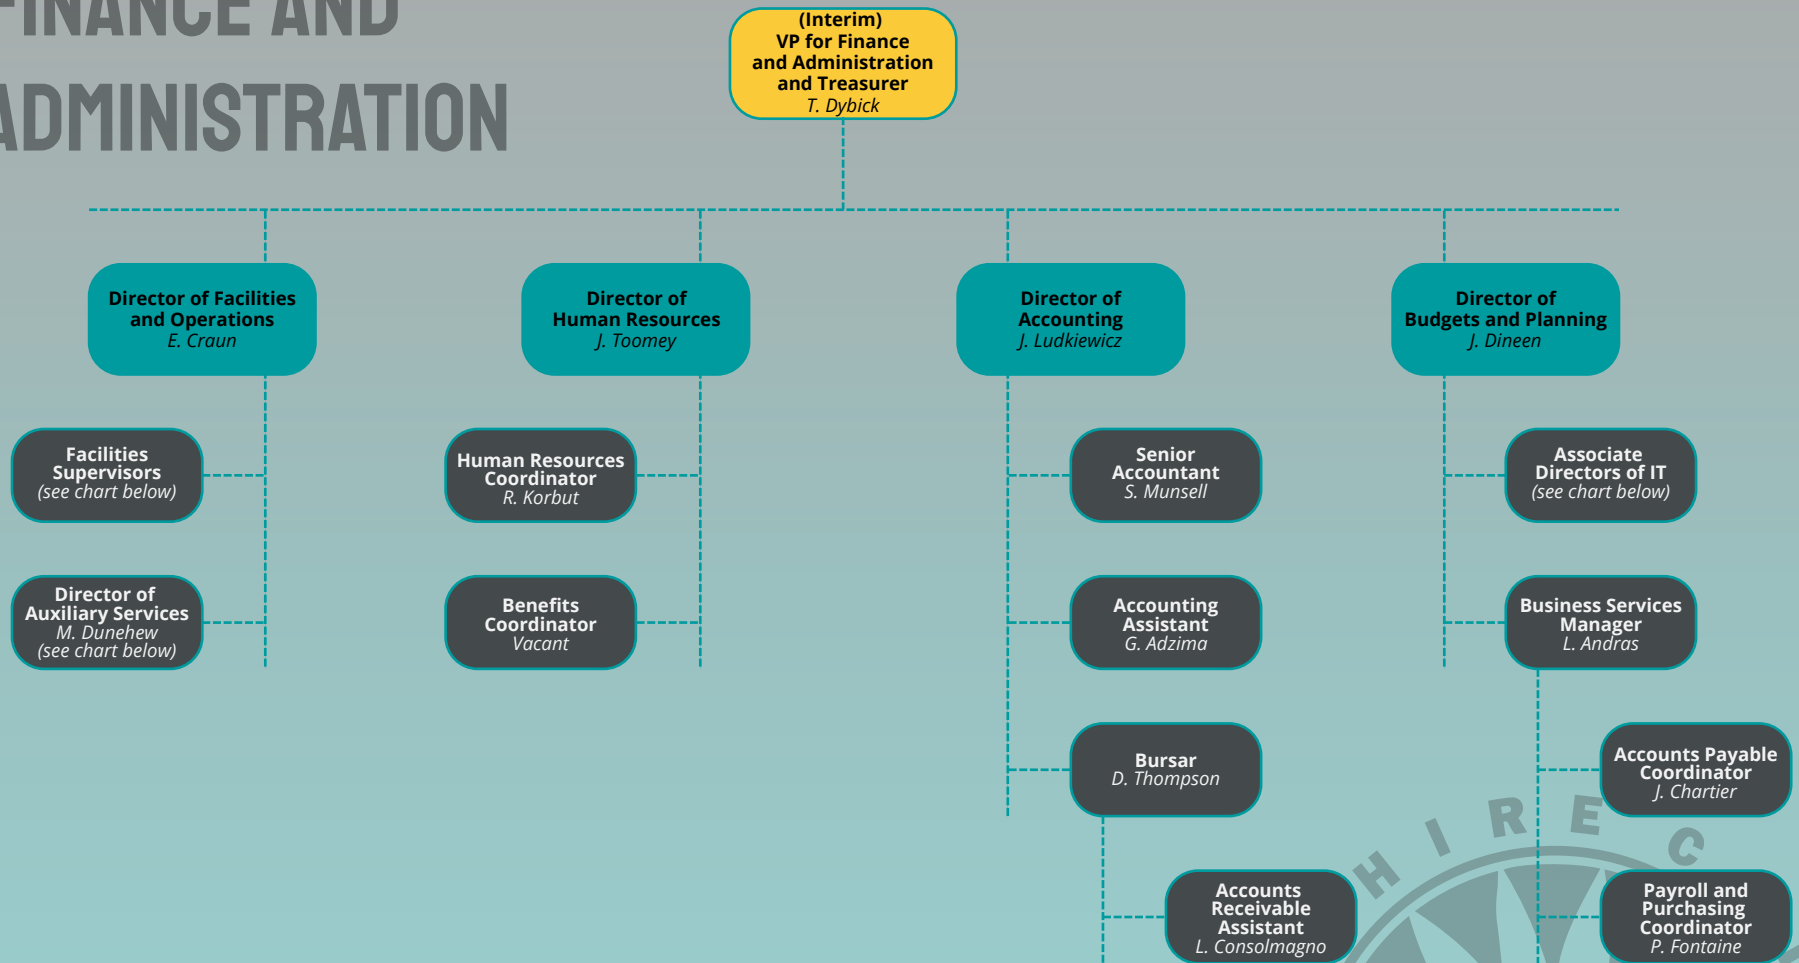 FINANCE AND
ADMINISTRATION
(Interim)
VP for Finance
and Administration
and Treasurer
T. Dybick
Director of Facilities
and Operations
E. Craun
Director of
Human Resources
J. Toomey
Director of
Accounting
J. Ludkiewicz
Director of
Budgets and Planning
J. Dineen
Facilities
Supervisors
(see chart below)
Human Resources
Coordinator
R. Korbut
Senior
Accountant
S. Munsell
Associate
Directors of IT
(see chart below)
Director of
Auxiliary Services
M. Dunehew
(see chart below)
Benefits
Coordinator
Vacant
Accounting
Assistant
G. Adzima
Business Services
Manager
L. Andras
Bursar
D. Thompson
Accounts Payable
Coordinator
J. Chartier
Accounts
Receivable
Assistant
L. Consolmagno
Payroll and
Purchasing
Coordinator
P. Fontaine
HIRE C